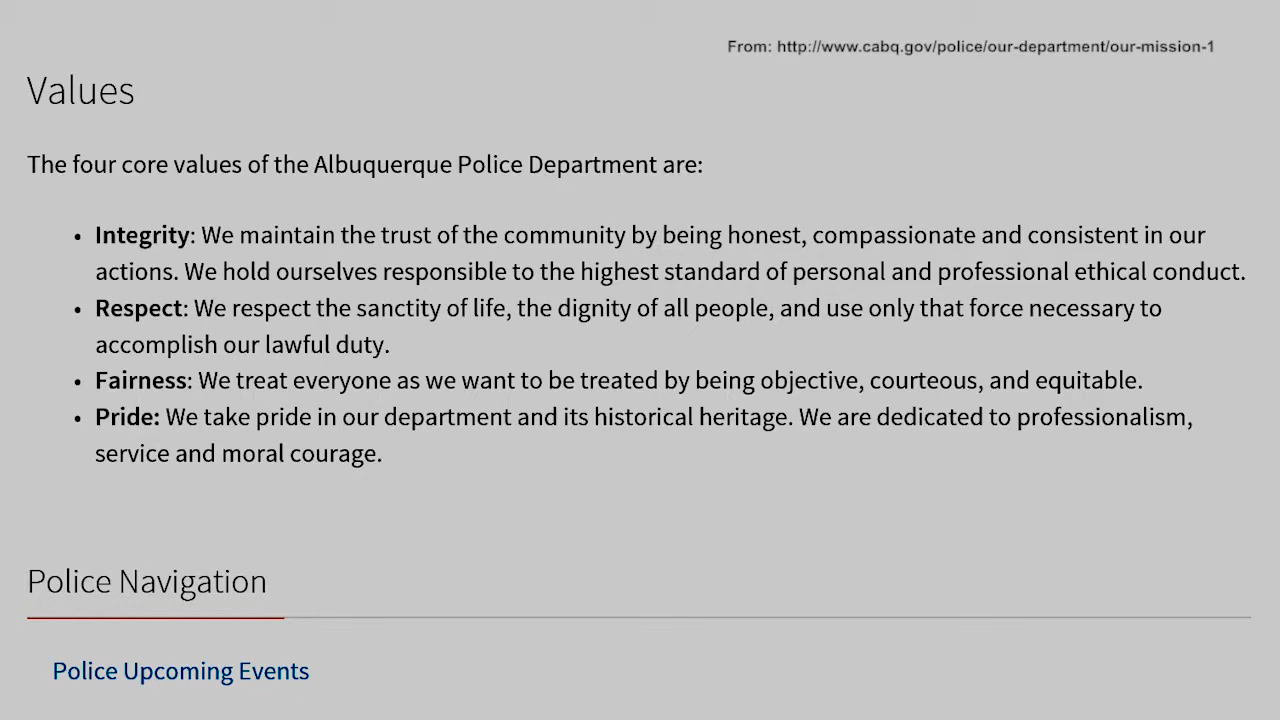 From: http://www.cabq.gov/police/our-department/our-mission-1
Values
The four core values of the Albuquerque Police Department are:
• Integrity: We maintain the trust of the community by being honest, compassionate and consistent in our
actions. We hold ourselves responsible to the highest standard of personal and professional ethical conduct.
• Respect: We respect the sanctity of life, the dignity of all people, and use only that force necessary to
accomplish our lawful duty.
• Fairness: We treat everyone as we want to be treated by being objective, courteous, and equitable.
• Pride: We take pride in our department and its historical heritage. We are dedicated to professionalism,
service and moral courage.
Police Navigation
Police Upcoming Events